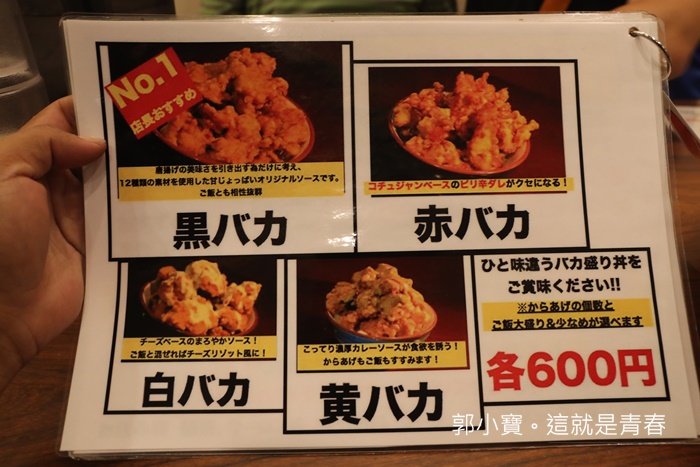 No.1
店長おすすめ
唐揚げの美味さを引き出す為だけに考え、
12種類の素材を使用した甘じょっぱいオリジナルソースです。
ご飯とも相性抜群
黒バカ
コチュジャンベースのピリ辛ダレがクセになる！
赤バカ
チーズベースのまろやかソース！
ご飯と混ぜればチーズリゾット風に！
白バカ
こってり濃厚カレーソースが食欲を誘う！
からあげもご飯もすすみます！
黄バカ
ひと味違うバカ盛り丼を
ご賞味ください!!
※からあげの個数と
ご飯大盛り＆少なめが選べます
各600円
郭小寶。這就是青春